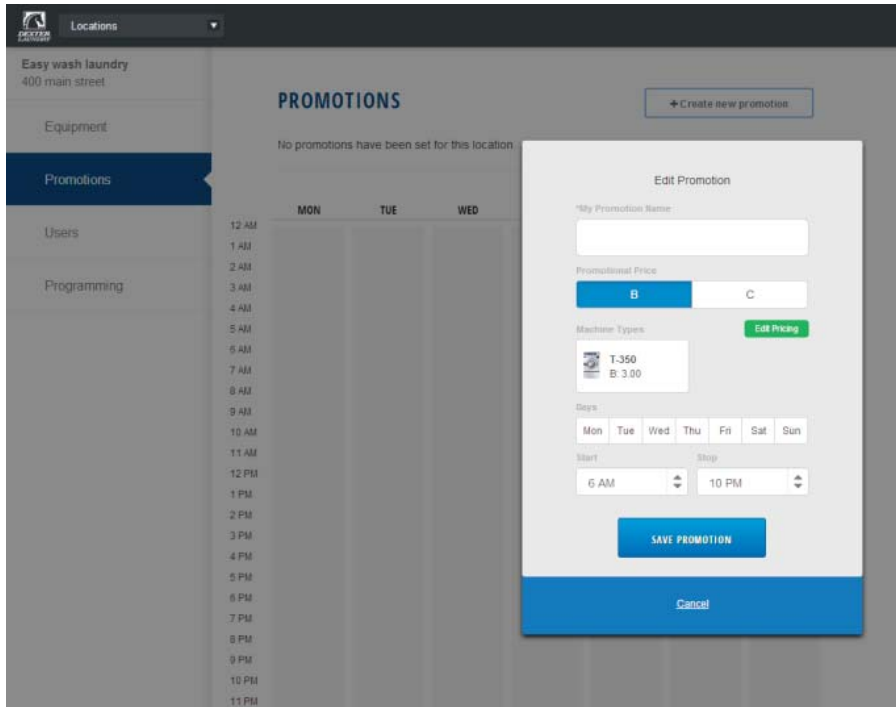 DEXTER
LAUNDRY
Locations
Easy wash laundry
400 main street
Equipment
Promotions
Users
Programming
PROMOTIONS
+Create new promotion
No promotions have been set for this location
MON TUE WED
12 AM
1 AM
2 AM
3 AM
4 AM
5 AM
6 AM
7 AM
8 AM
9 AM
10 AM
11 AM
12 PM
1 PM
2 PM
3 PM
4 PM
5 PM
6 PM
7 PM
8 PM
9 PM
10 PM
11 PM
Edit Promotion
*My Promotion Name
Promotional Price
B C
Machine Types Edit Pricing
T-350
B: 3.00
Days
Mon Tue Wed Thu Fri Sat Sun
Start Stop
6 AM 10 PM
SAVE PROMOTION
Cancel